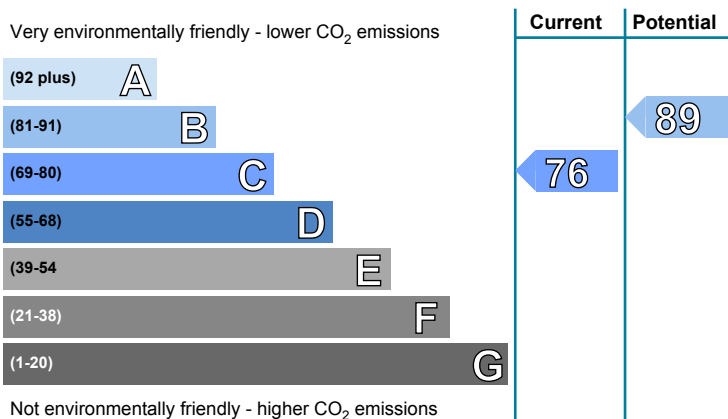 Current Potential
Very environmentally friendly - lower CO2 emissions
(92 plus) A
(81-91) B
89
(69-80) C
76
(55-68) D
(39-54 E
(21-38) F
(1-20) G
Not environmentally friendly - higher CO2 emissions